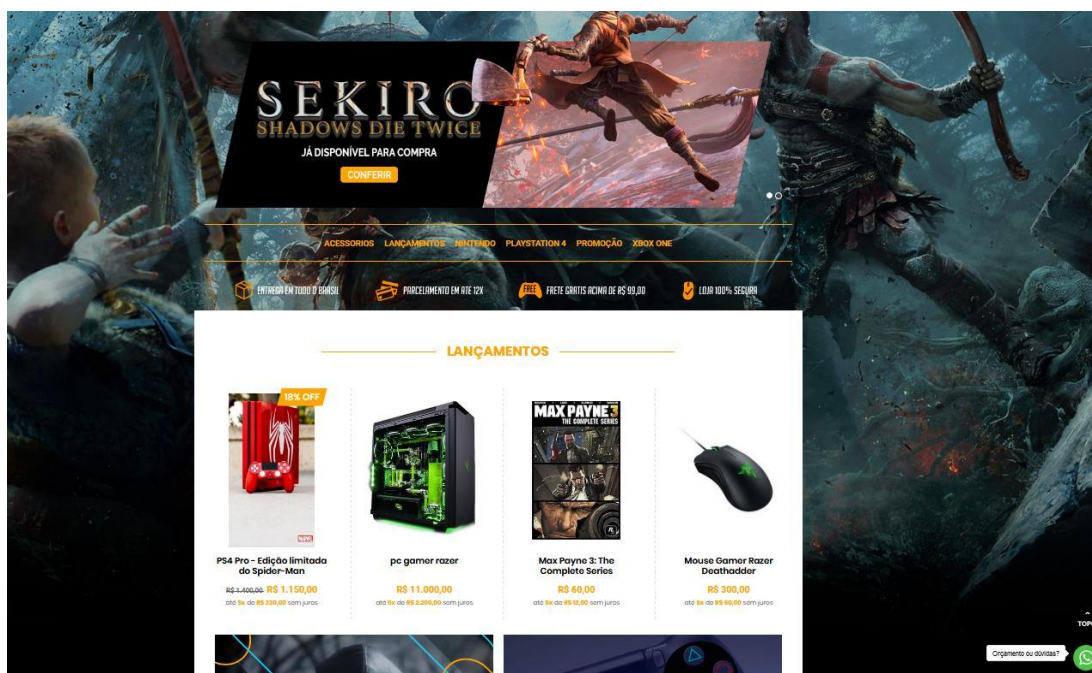 SEKIRO
SHADOWS DIE TWICE
JÁ DISPONÍVEL PARA COMPRA
CONFERIR
ACESSORIOS LANÇAMENTOS NINTENDO PLAYSTATION 4 PROMOÇÃO XBOX ONE
ENTREGA EM TODO O BRASIL
PARCELAMENTO EM ATE 12X
FREE FRETE GRATIS ACIMA DE R$ 99,00
LOJA 100% SEGURA
LANÇAMENTOS
18% OFF
MARVEL
PS4 Pro - Edição limitada
do Spider-Man
R$ 1.400,00 R$ 1.150,00
até 5x de R$ 230,00 sem juros
pc gamer razer
R$ 11.000,00
até 5x de R$ 2.200,00 sem juros
MAX PAYNE 3
THE COMPLETE SERIES
Max Payne 3: The
Complete Series
R$ 60,00
até 5x de R$ 12,00 sem juros
Mouse Gamer Razer
Deathadder
R$ 300,00
até 5x de R$ 60,00 sem juros
TOPO
Orçamento ou dúvidas?